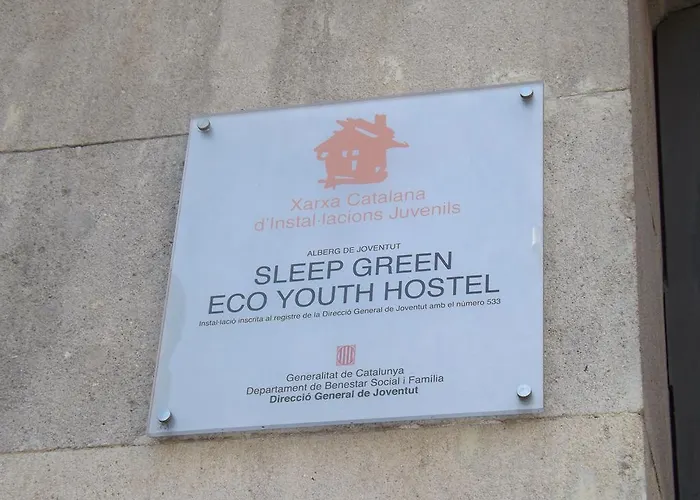 Xarxa Catalana
d'Instal·lacions Juvenils
ALBERG DE JOVENTUT
SLEEP GREEN
ECO YOUTH HOSTEL
Instal·lació inscrita al registre de la Direcció General de Joventut amb el número 533
Generalitat de Catalunya
Departament de Benestar Social i Família
Direcció General de Joventut